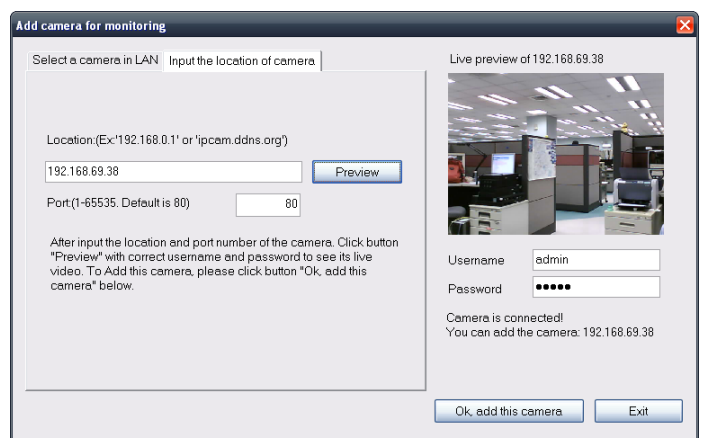 Add camera for monitoring
Select a camera in LAN
Input the location of camera
Location:(Ex:'192.168.0.1' or 'ipcam.ddns.org')
192.168.69.38
Preview
Port:(1-65535. Default is 80)
80
After input the location and port number of the camera. Click button
"Preview" with correct username and password to see its live
video. To Add this camera, please click button "Ok, add this
camera" below.
Live preview of 192.168.69.38
Username
admin
Password
●●●●●
Camera is connected!
You can add the camera: 192.168.69.38
Ok, add this camera
Exit